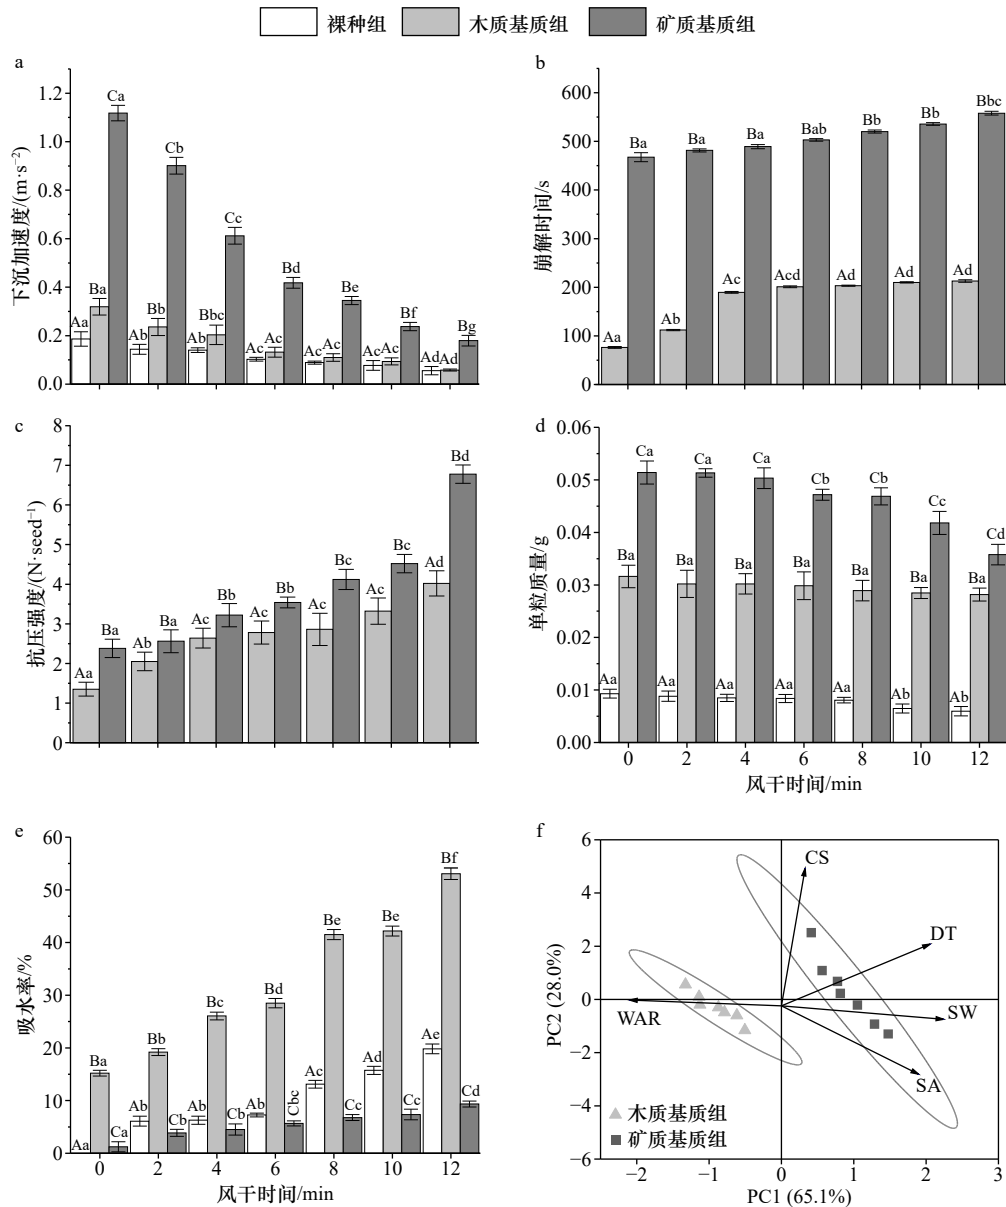 裸种组 木质基质组 矿质基质组
a
下沉加速度/(m·s⁻²)
1.2
1.0
0.8
0.6
0.4
0.2
0.0
Aa Ba Ca
Ab Bb Cb
Ab Bbc Cc
Ac Ac Bd
Ac Ac Be
Ac Ac Bf
Ad Ad Bg
b
崩解时间/s
600
500
400
300
200
100
0
Aa Ba
Ab Ba
Ac Ba
Acd Bab
Ad Bb
Ad Bb
Ad Bbc
c
抗压强度/(N·seed⁻¹)
8
7
6
5
4
3
2
1
0
Aa Ba
Ab Ba
Ac Bb
Ac Bb
Ac Bc
Ac Bc
Ad Bd
d
单粒质量/g
0.06
0.05
0.04
0.03
0.02
0.01
0.00
Aa Ba Ca
Aa Ba Ca
Aa Ba Ca
Aa Ba Cb
Aa Ba Cb
Ab Ba Cc
Ab Ba Cd
0 2 4 6 8 10 12
风干时间/min
e
吸水率/%
60
50
40
30
20
10
0
Aa Ba Ca
Ab Bb Cb
Ab Bc Cb
Ab Bd Cbc
Ac Be Cc
Ad Be Cc
Ae Bf Cd
0 2 4 6 8 10 12
风干时间/min
f
PC2 (28.0%)
6
4
2
0
−2
−4
−6
CS
DT
SW
SA
WAR
木质基质组
矿质基质组
−2 −1 0 1 2 3
PC1 (65.1%)